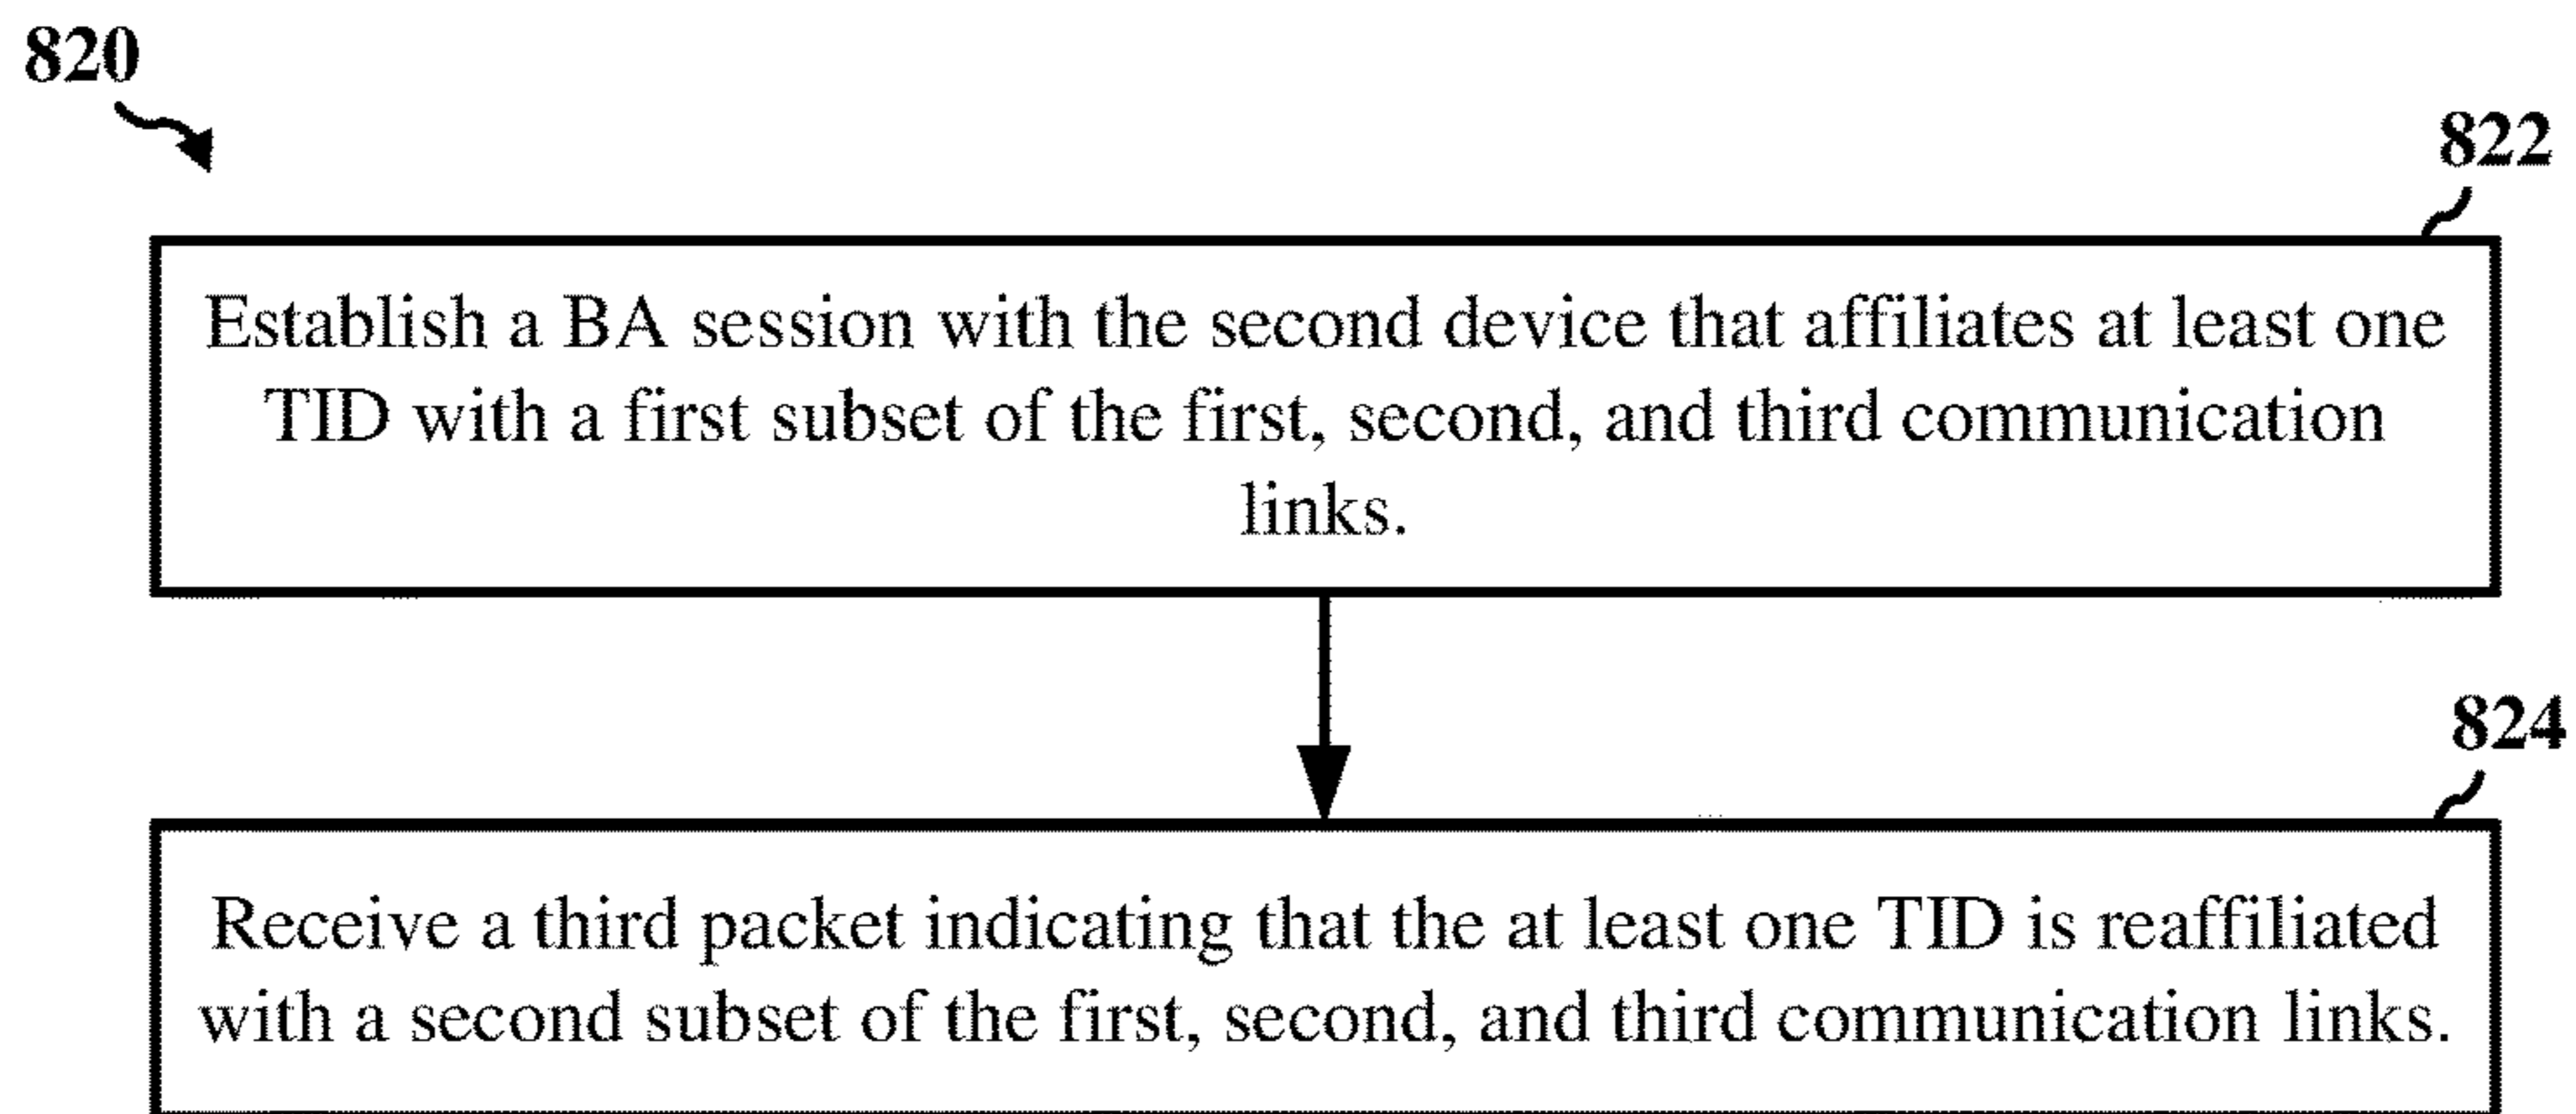 820
822
Establish a BA session with the second device that affiliates at least one
TID with a first subset of the first, second, and third communication
links.
824
Receive a third packet indicating that the at least one TID is reaffiliated
with a second subset of the first, second, and third communication links.